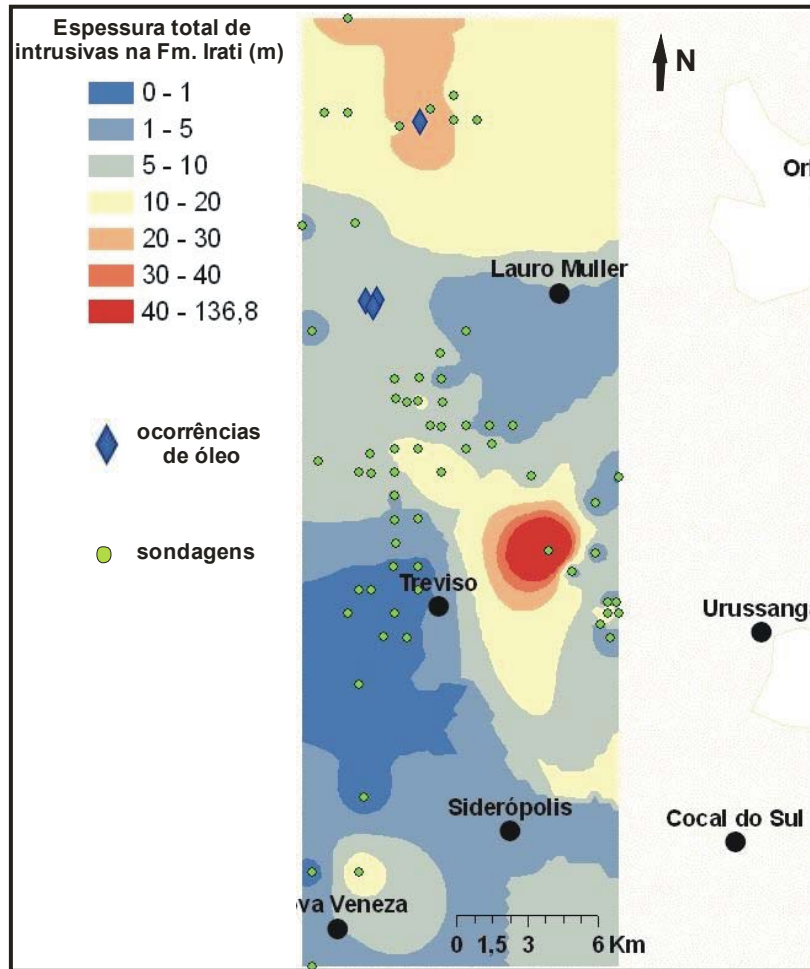 Espessura total de
intrusivas na Fm. Irati (m)
0 - 1
1 - 5
5 - 10
10 - 20
20 - 30
30 - 40
40 - 136,8
ocorrências
de óleo
sondagens
N
Orl
Lauro Muller
Treviso
Urussanga
Siderópolis
Cocal do Sul
ova Veneza
0 1,5 3 6 Km